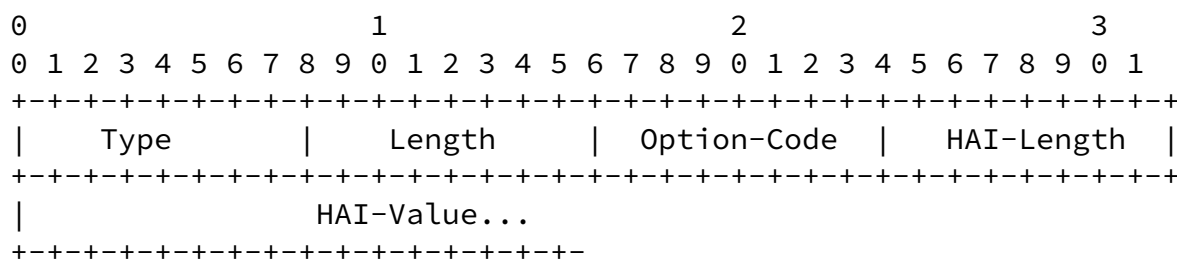 0                   1                   2                   3
0 1 2 3 4 5 6 7 8 9 0 1 2 3 4 5 6 7 8 9 0 1 2 3 4 5 6 7 8 9 0 1
+-+-+-+-+-+-+-+-+-+-+-+-+-+-+-+-+-+-+-+-+-+-+-+-+-+-+-+-+-+-+-+-+
|    Type       |    Length     |  Option-Code  |   HAI-Length  |
+-+-+-+-+-+-+-+-+-+-+-+-+-+-+-+-+-+-+-+-+-+-+-+-+-+-+-+-+-+-+-+-+
|                HAI-Value...
+-+-+-+-+-+-+-+-+-+-+-+-+-+-+-+-